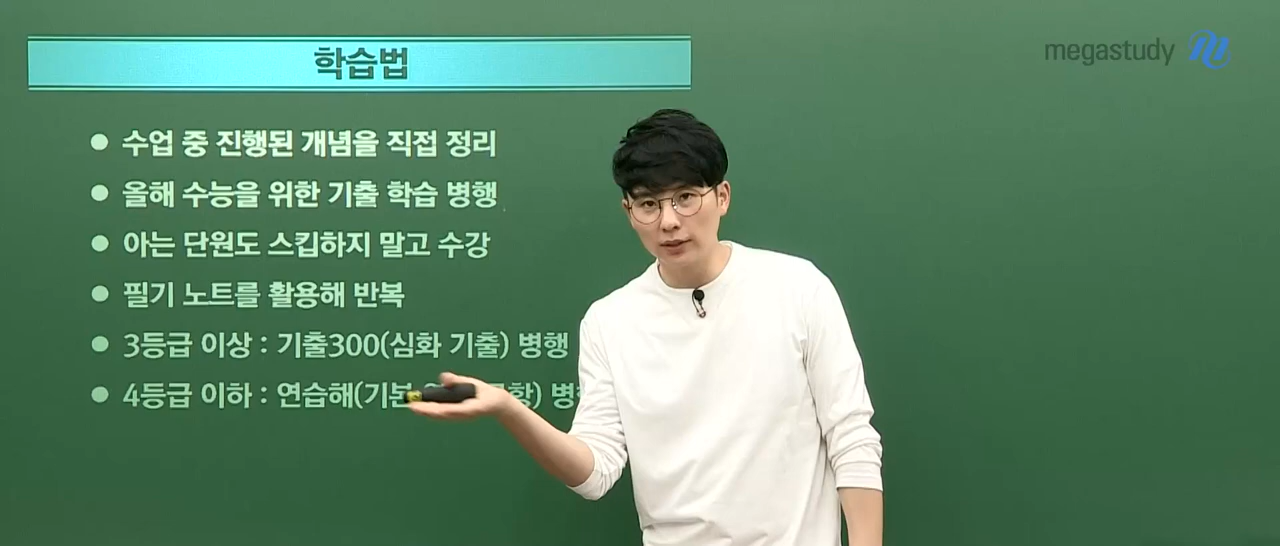 megastudy
학습법
● 수업 중 진행된 개념을 직접 정리
● 올해 수능을 위한 기출 학습 병행
● 아는 단원도 스킵하지 말고 수강
● 필기 노트를 활용해 반복
● 3등급 이상 : 기출300(심화 기출) 병행
● 4등급 이하 : 연습해(기본